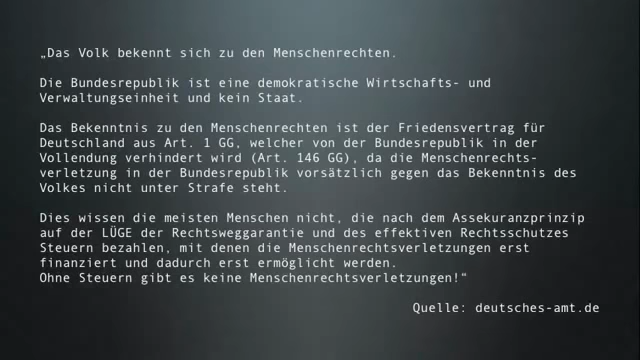 „Das Volk bekennt sich zu den Menschenrechten.
Die Bundesrepublik ist eine demokratische Wirtschafts- und
Verwaltungseinheit und kein Staat.
Das Bekenntnis zu den Menschenrechten ist der Friedensvertrag für
Deutschland aus Art. 1 GG, welcher von der Bundesrepublik in der
Vollendung verhindert wird (Art. 146 GG), da die Menschenrechts-
verletzung in der Bundesrepublik vorsätzlich gegen das Bekenntnis des
Volkes nicht unter Strafe steht.
Dies wissen die meisten Menschen nicht, die nach dem Assekuranzprinzip
auf der LÜGE der Rechtsweggarantie und des effektiven Rechtsschutzes
Steuern bezahlen, mit denen die Menschenrechtsverletzungen erst
finanziert und dadurch erst ermöglicht werden.
Ohne Steuern gibt es keine Menschenrechtsverletzungen!“
Quelle: deutsches-amt.de